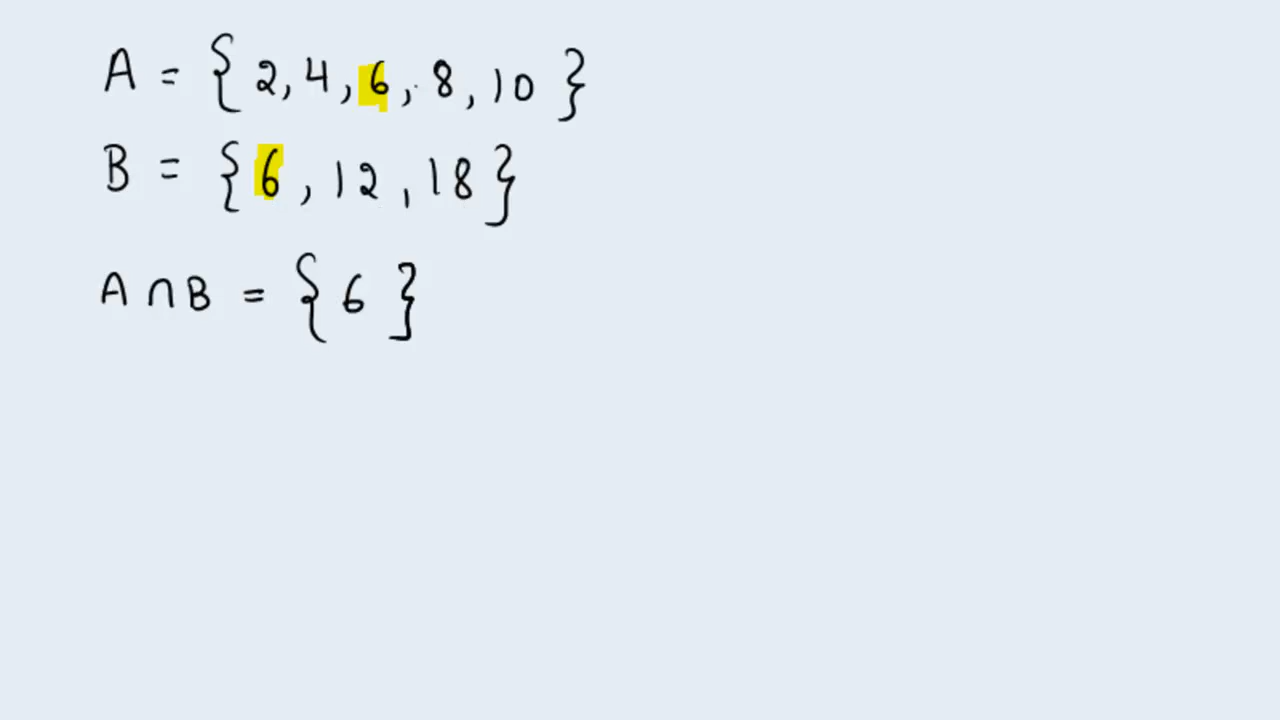 A = { 2, 4, 6, 8, 10 }
B = { 6, 12, 18 }
A ∩ B = { 6 }